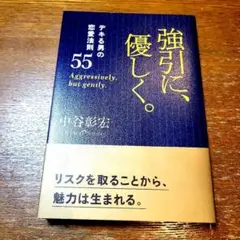 強引に、
優しく。
デキる男の
恋愛法則
55
Aggressively,
but gently.
中谷彰宏
リスクを取ることから、
魅力は生まれる。